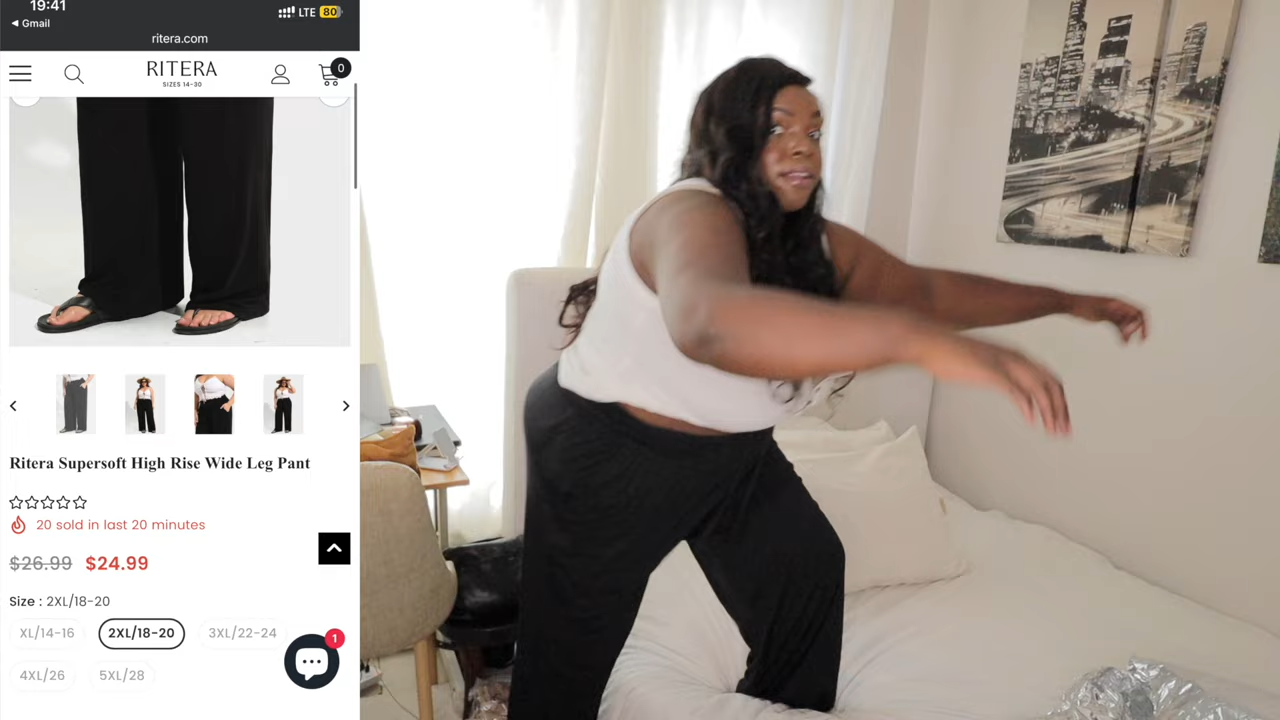 19:41
LTE 80
◀ Gmail
ritera.com
RITERA
SIZES 14-30
0
Ritera Supersoft High Rise Wide Leg Pant
20 sold in last 20 minutes
$26.99 $24.99
Size : 2XL/18-20
XL/14-16 2XL/18-20 3XL/22-24
4XL/26 5XL/28
1